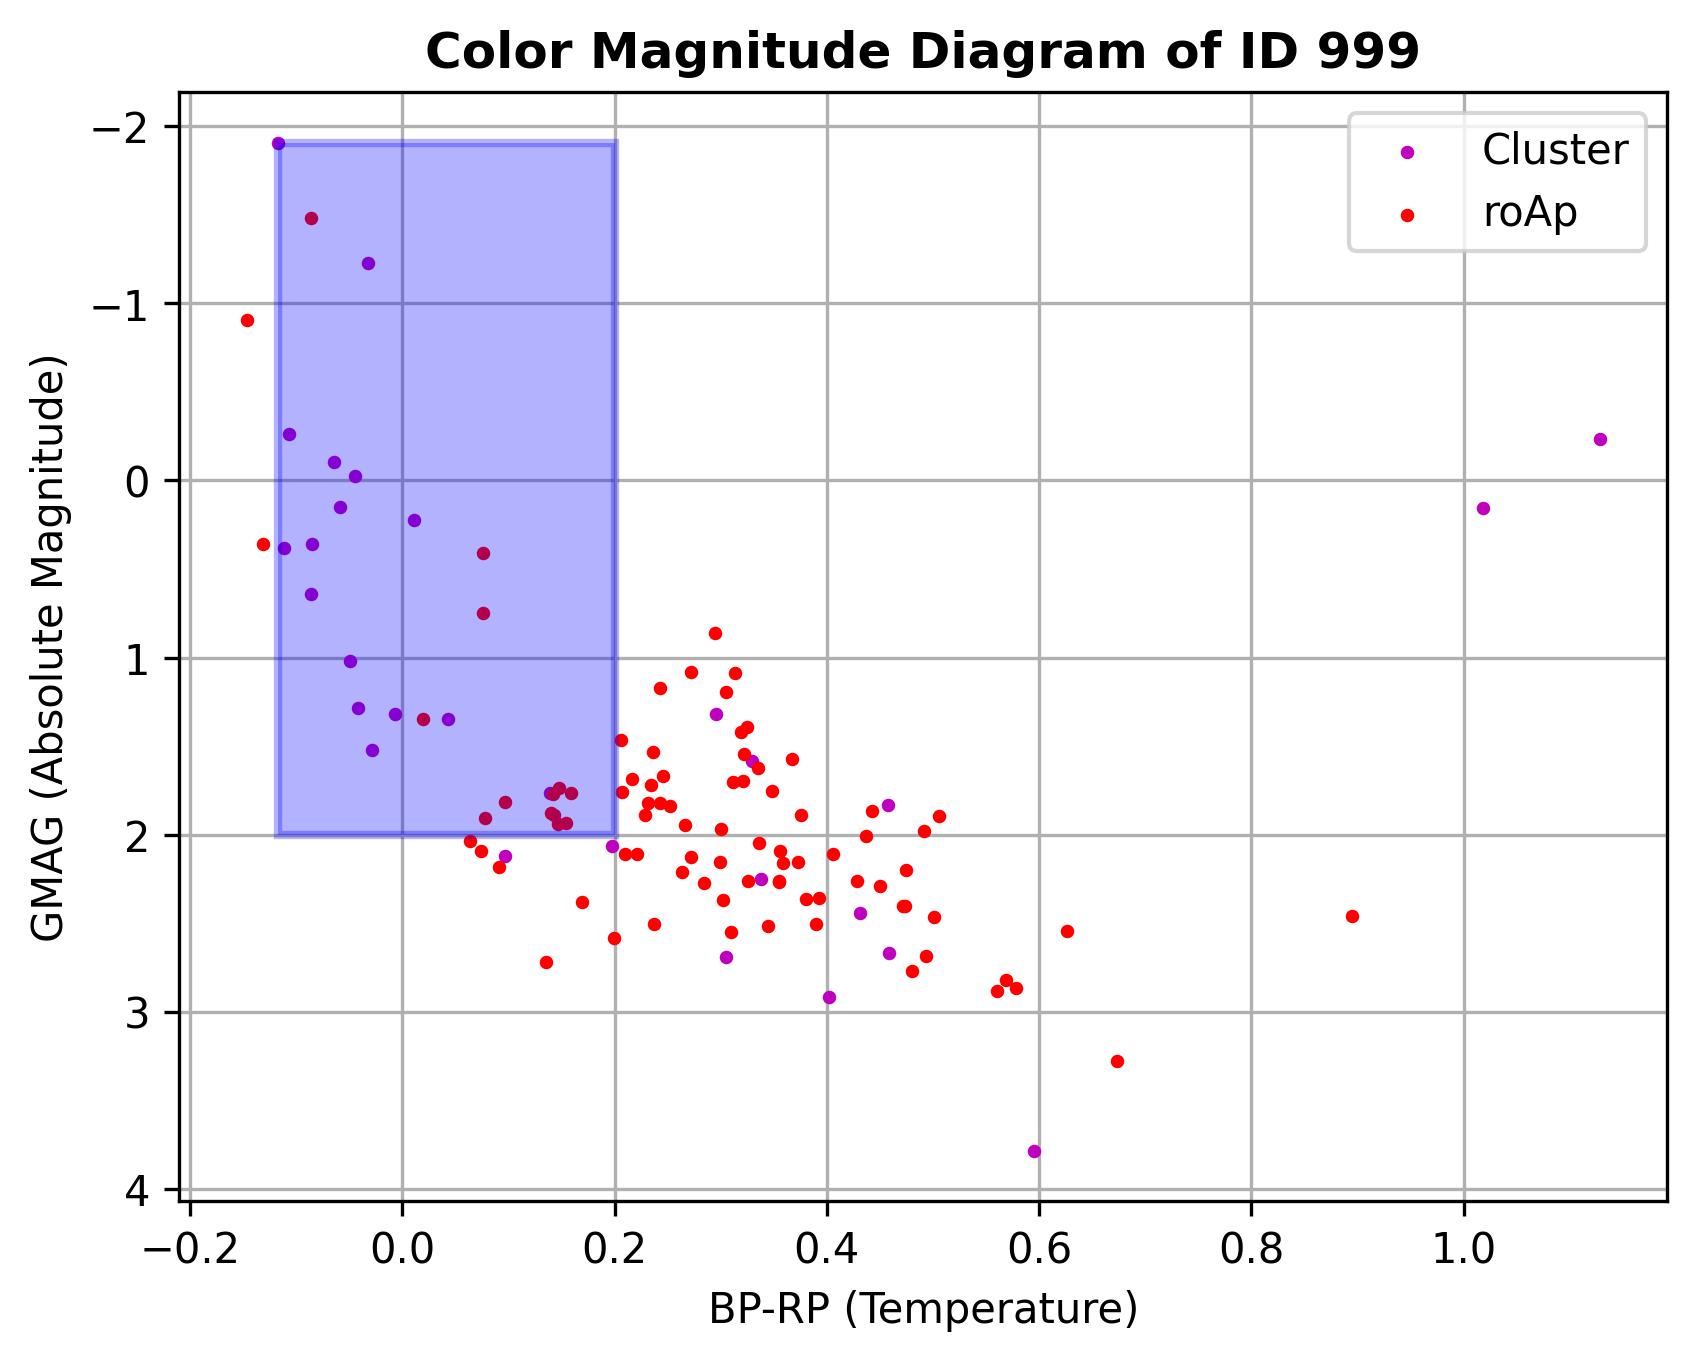 Color Magnitude Diagram of ID 999
Cluster
roAp
GMAG (Absolute Magnitude)
−2
−1
0
1
2
3
4
−0.2 0.0 0.2 0.4 0.6 0.8 1.0
BP-RP (Temperature)